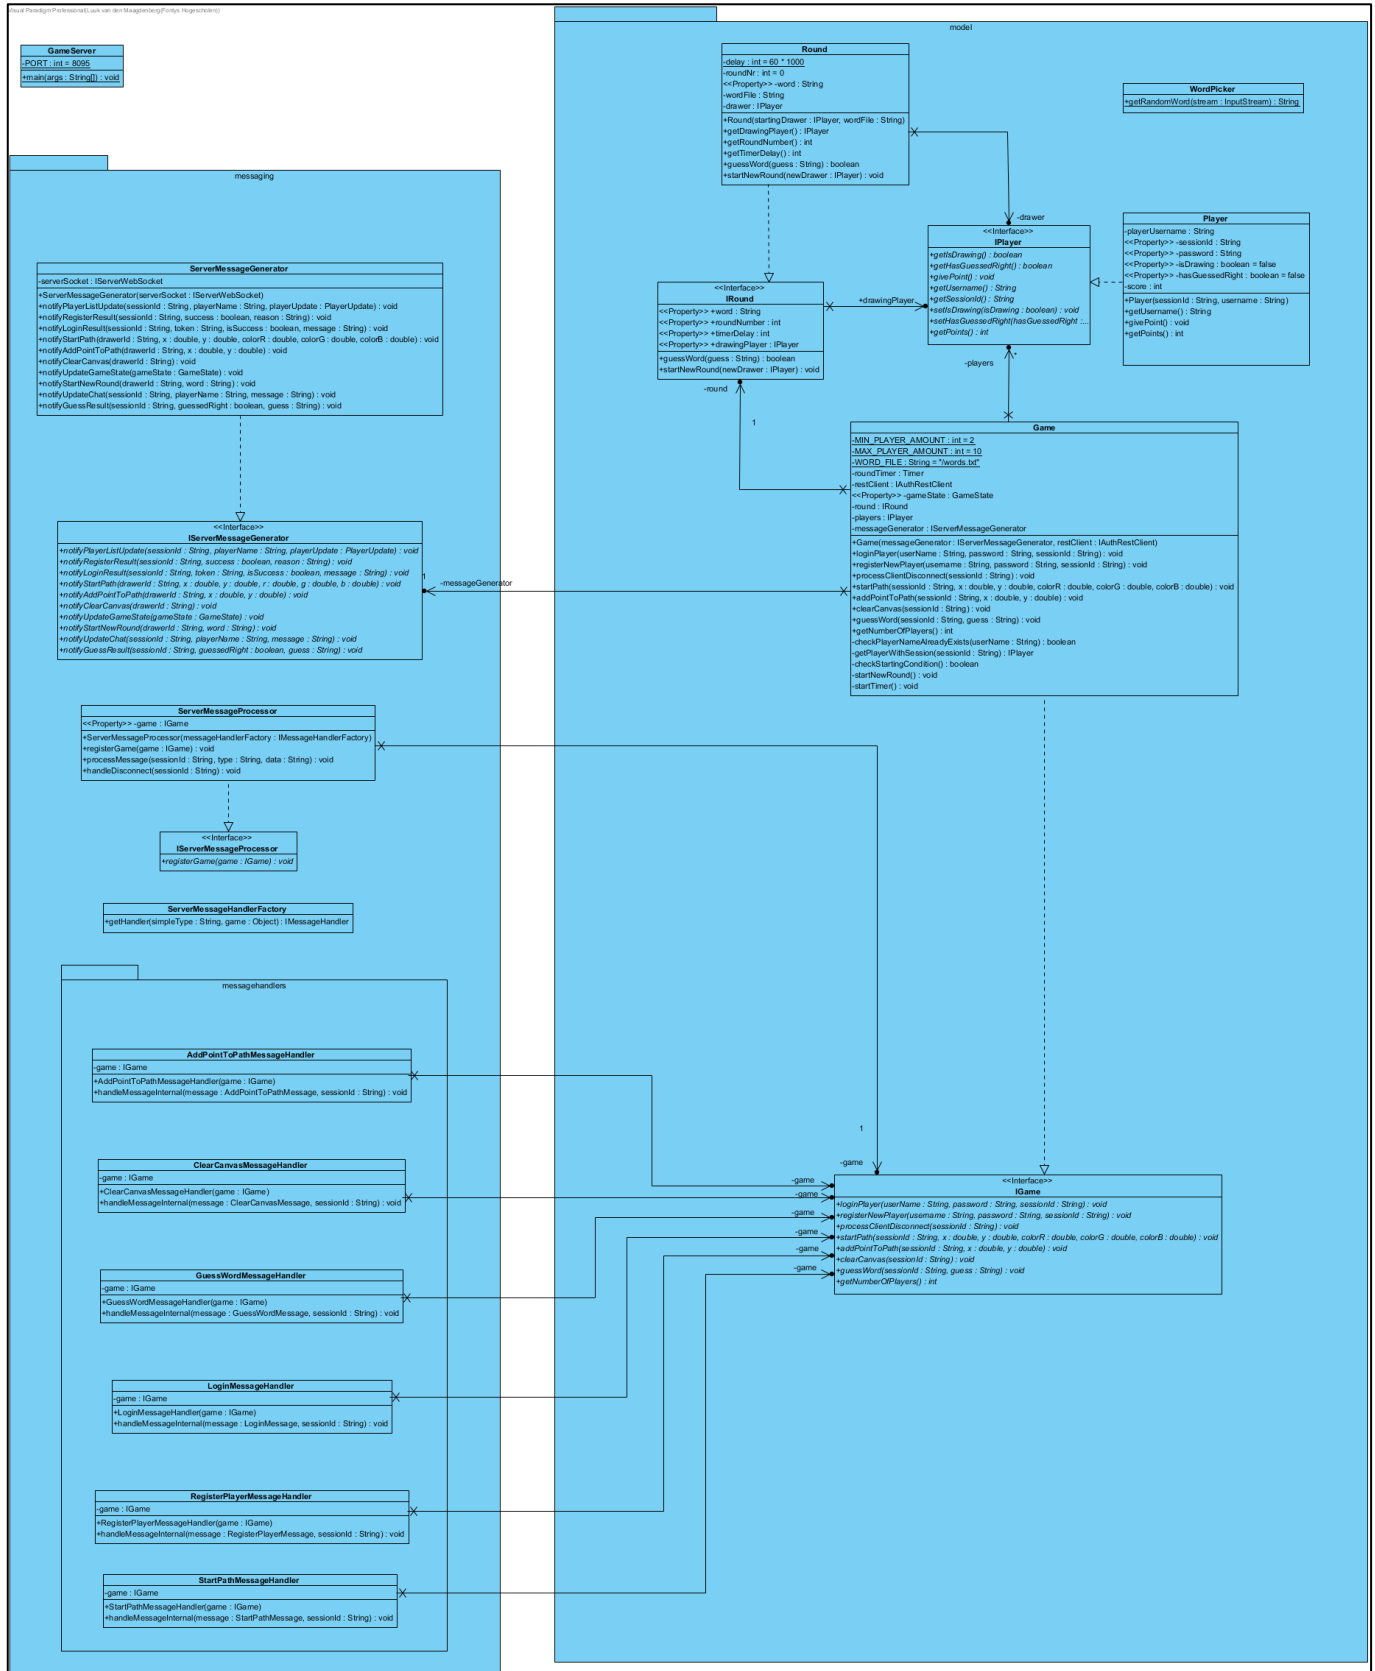 Visual Paradigm Professional(Luuk van den Maagdenberg(Fontys Hogescholen))
GameServer
-PORT : int = 8095
+main(args : String[]) : void
messaging
ServerMessageGenerator
-serverSocket : IServerWebSocket
+ServerMessageGenerator(serverSocket : IServerWebSocket)
+notifyPlayerListUpdate(sessionId : String, playerName : String, playerUpdate : PlayerUpdate) : void
+notifyRegisterResult(sessionId : String, success : boolean, reason : String) : void
+notifyLoginResult(sessionId : String, token : String, isSuccess : boolean, message : String) : void
+notifyStartPath(drawerId : String, x : double, y : double, colorR : double, colorG : double, colorB : double) : void
+notifyAddPointToPath(drawerId : String, x : double, y : double) : void
+notifyClearCanvas(drawerId : String) : void
+notifyUpdateGameState(gameState : GameState) : void
+notifyStartNewRound(drawerId : String, word : String) : void
+notifyUpdateChat(sessionId : String, playerName : String, message : String) : void
+notifyGuessResult(sessionId : String, guessedRight : boolean, guess : String) : void
<<Interface>>
IServerMessageGenerator
+notifyPlayerListUpdate(sessionId : String, playerName : String, playerUpdate : PlayerUpdate) : void
+notifyRegisterResult(sessionId : String, success : boolean, reason : String) : void
+notifyLoginResult(sessionId : String, token : String, isSuccess : boolean, message : String) : void
+notifyStartPath(drawerId : String, x : double, y : double, r : double, g : double, b : double) : void
+notifyAddPointToPath(drawerId : String, x : double, y : double) : void
+notifyClearCanvas(drawerId : String) : void
+notifyUpdateGameState(gameState : GameState) : void
+notifyStartNewRound(drawerId : String, word : String) : void
+notifyUpdateChat(sessionId : String, playerName : String, message : String) : void
+notifyGuessResult(sessionId : String, guessedRight : boolean, guess : String) : void
1
-messageGenerator
ServerMessageProcessor
<<Property>> -game : IGame
+ServerMessageProcessor(messageHandlerFactory : IMessageHandlerFactory)
+registerGame(game : IGame) : void
+processMessage(sessionId : String, type : String, data : String) : void
+handleDisconnect(sessionId : String) : void
<<Interface>>
IServerMessageProcessor
+registerGame(game : IGame) : void
ServerMessageHandlerFactory
+getHandler(simpleType : String, game : Object) : IMessageHandler
messagehandlers
AddPointToPathMessageHandler
-game : IGame
+AddPointToPathMessageHandler(game : IGame)
+handleMessageInternal(message : AddPointToPathMessage, sessionId : String) : void
ClearCanvasMessageHandler
-game : IGame
+ClearCanvasMessageHandler(game : IGame)
+handleMessageInternal(message : ClearCanvasMessage, sessionId : String) : void
GuessWordMessageHandler
-game : IGame
+GuessWordMessageHandler(game : IGame)
+handleMessageInternal(message : GuessWordMessage, sessionId : String) : void
LoginMessageHandler
-game : IGame
+LoginMessageHandler(game : IGame)
+handleMessageInternal(message : LoginMessage, sessionId : String) : void
RegisterPlayerMessageHandler
-game : IGame
+RegisterPlayerMessageHandler(game : IGame)
+handleMessageInternal(message : RegisterPlayerMessage, sessionId : String) : void
StartPathMessageHandler
-game : IGame
+StartPathMessageHandler(game : IGame)
+handleMessageInternal(message : StartPathMessage, sessionId : String) : void
model
Round
-delay : int = 60 * 1000
-roundNr : int = 0
<<Property>> -word : String
-wordFile : String
-drawer : IPlayer
+Round(startingDrawer : IPlayer, wordFile : String)
+getDrawingPlayer() : IPlayer
+getRoundNumber() : int
+getTimerDelay() : int
+guessWord(guess : String) : boolean
+startNewRound(newDrawer : IPlayer) : void
WordPicker
+getRandomWord(stream : InputStream) : String
-drawer
<<Interface>>
IPlayer
+getIsDrawing() : boolean
+getHasGuessedRight() : boolean
+givePoint() : void
+getUsername() : String
+getSessionId() : String
+setIsDrawing(isDrawing : boolean) : void
+setHasGuessedRight(hasGuessedRight :...
+getPoints() : int
Player
-playerUsername : String
<<Property>> -sessionId : String
<<Property>> -password : String
<<Property>> -isDrawing : boolean = false
<<Property>> -hasGuessedRight : boolean = false
-score : int
+Player(sessionId : String, username : String)
+getUsername() : String
+givePoint() : void
+getPoints() : int
<<Interface>>
IRound
<<Property>> +word : String
<<Property>> +roundNumber : int
<<Property>> +timerDelay : int
<<Property>> +drawingPlayer : IPlayer
+guessWord(guess : String) : boolean
+startNewRound(newDrawer : IPlayer) : void
+drawingPlayer
-players
*
-round
1
Game
-MIN_PLAYER_AMOUNT : int = 2
-MAX_PLAYER_AMOUNT : int = 10
-WORD_FILE : String = "/words.txt"
-roundTimer : Timer
-restClient : IAuthRestClient
<<Property>> -gameState : GameState
-round : IRound
-players : IPlayer
-messageGenerator : IServerMessageGenerator
+Game(messageGenerator : IServerMessageGenerator, restClient : IAuthRestClient)
+loginPlayer(userName : String, password : String, sessionId : String) : void
+registerNewPlayer(username : String, password : String, sessionId : String) : void
+processClientDisconnect(sessionId : String) : void
+startPath(sessionId : String, x : double, y : double, colorR : double, colorG : double, colorB : double) : void
+addPointToPath(sessionId : String, x : double, y : double) : void
+clearCanvas(sessionId : String) : void
+guessWord(sessionId : String, guess : String) : void
+getNumberOfPlayers() : int
-checkPlayerNameAlreadyExists(userName : String) : boolean
-getPlayerWithSession(sessionId : String) : IPlayer
-checkStartingCondition() : boolean
-startNewRound() : void
-startTimer() : void
1
-game
-game
-game
-game
-game
-game
-game
<<Interface>>
IGame
+loginPlayer(userName : String, password : String, sessionId : String) : void
+registerNewPlayer(username : String, password : String, sessionId : String) : void
+processClientDisconnect(sessionId : String) : void
+startPath(sessionId : String, x : double, y : double, colorR : double, colorG : double, colorB : double) : void
+addPointToPath(sessionId : String, x : double, y : double) : void
+clearCanvas(sessionId : String) : void
+guessWord(sessionId : String, guess : String) : void
+getNumberOfPlayers() : int